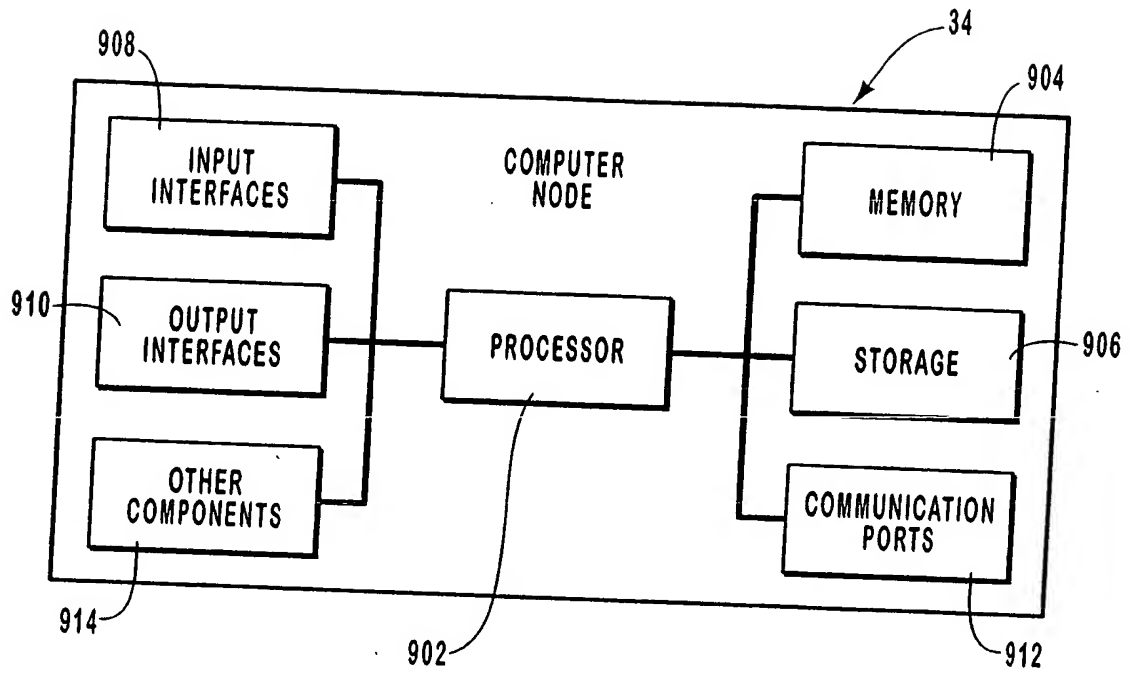 34
908
904
INPUT
INTERFACES
COMPUTER
NODE
MEMORY
910
OUTPUT
INTERFACES
PROCESSOR
STORAGE
906
OTHER
COMPONENTS
COMMUNICATION
PORTS
914
902
912